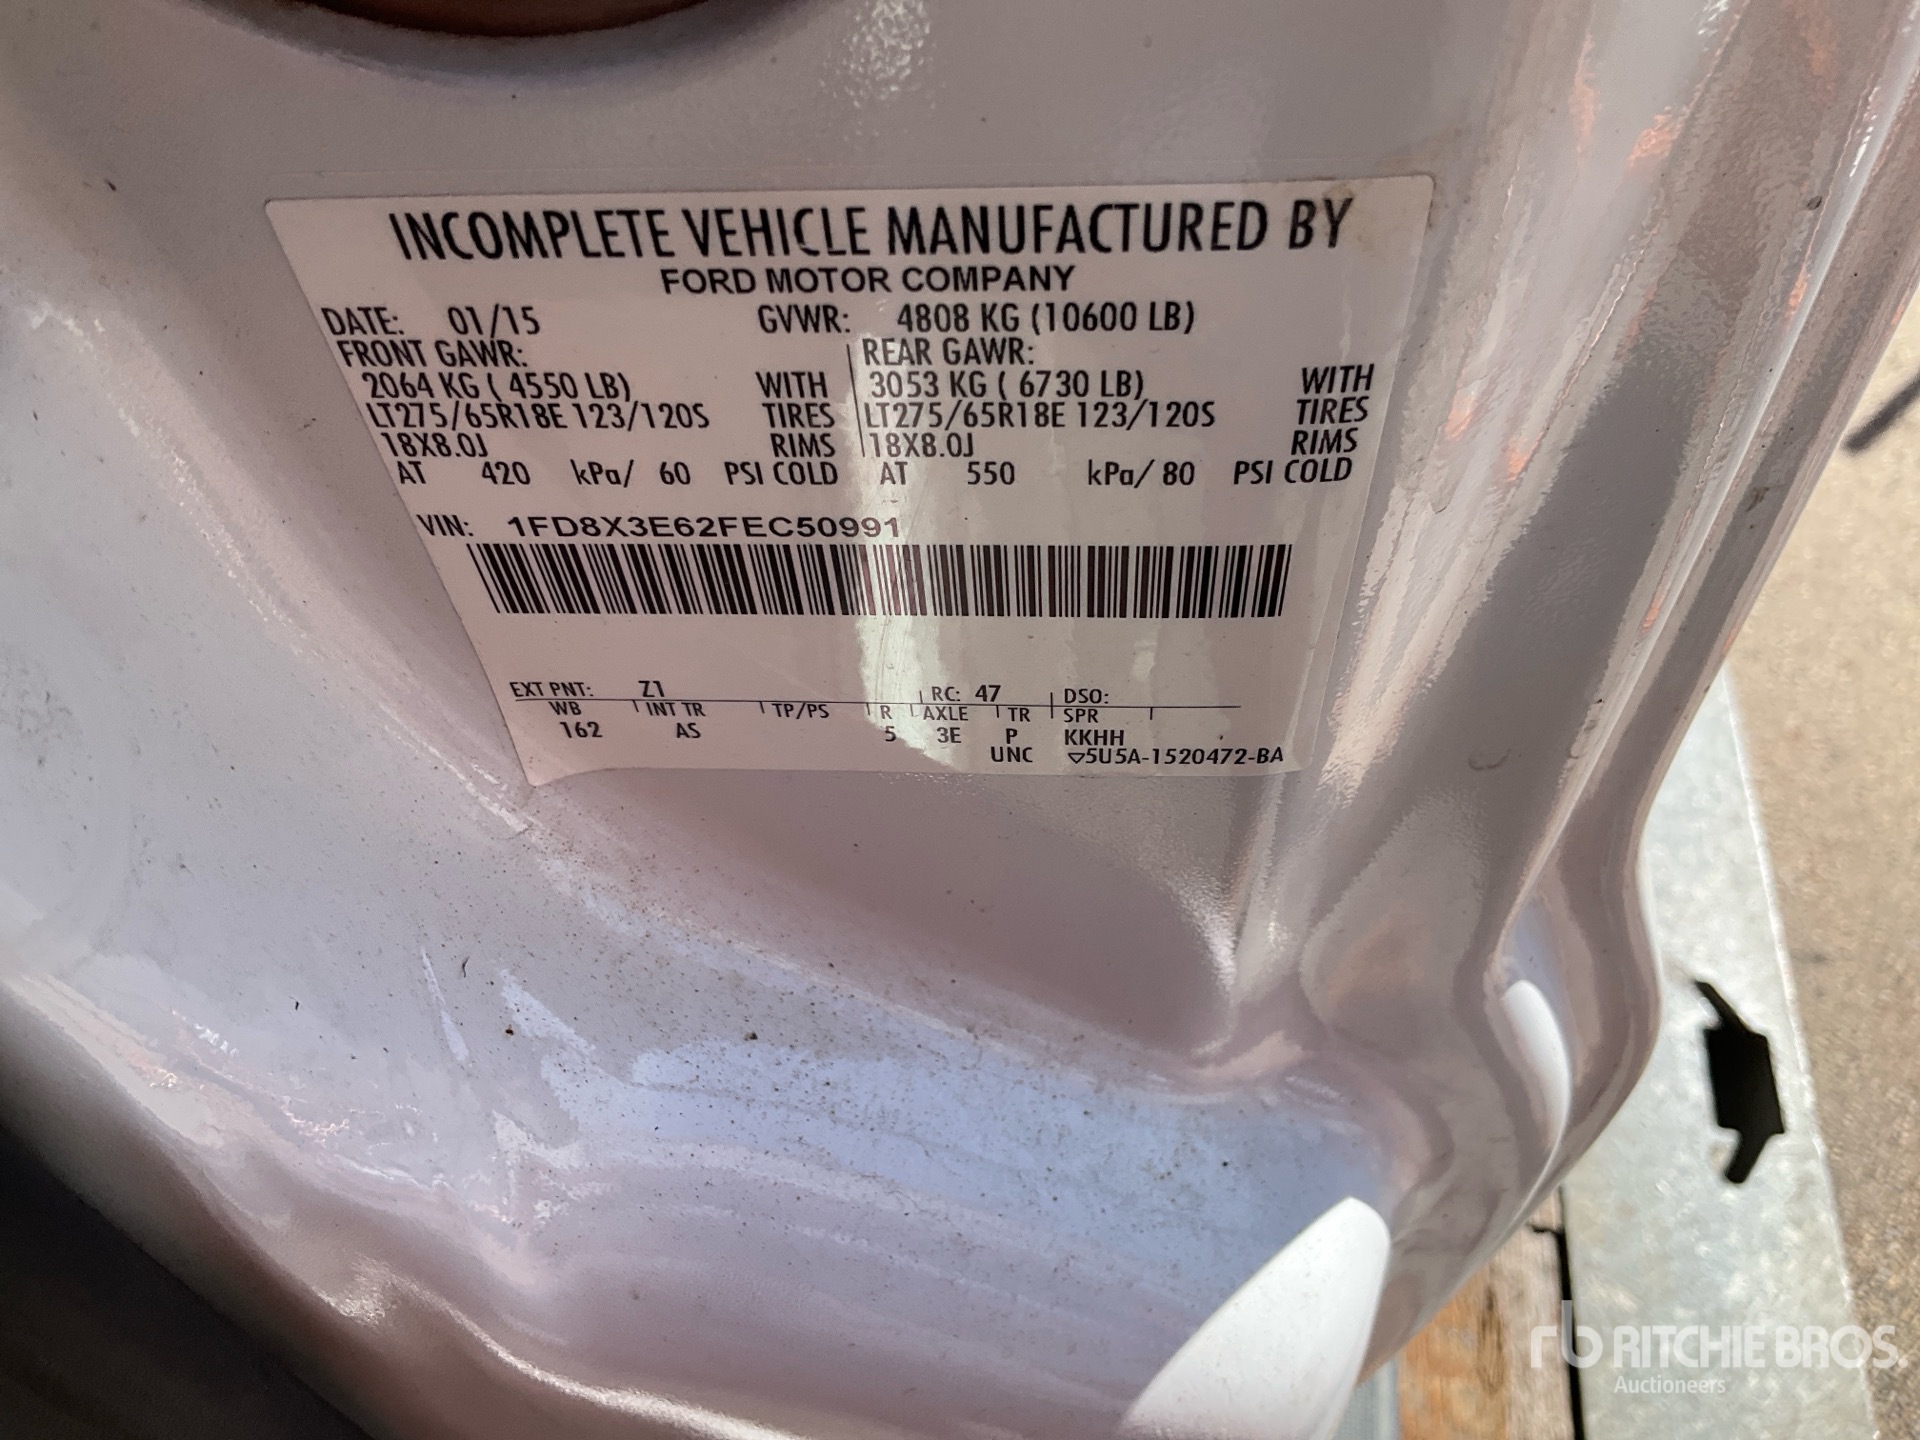 INCOMPLETE VEHICLE MANUFACTURED BY
FORD MOTOR COMPANY
DATE: 01/15 GVWR: 4808 KG (10600 LB)
FRONT GAWR: REAR GAWR:
2064 KG ( 4550 LB) WITH 3053 KG ( 6730 LB) WITH
LT275/65R18E 123/120S TIRES LT275/65R18E 123/120S TIRES
18X8.0J RIMS 18X8.0J RIMS
AT 420 kPa/ 60 PSI COLD AT 550 kPa/ 80 PSI COLD
VIN: 1FD8X3E62FEC50991
EXT PNT: Z1 RC: 47 DSO:
WB INT TR TP/PS R AXLE TR SPR
162 AS 5 3E P KKHH
UNC ▽5U5A-1520472-BA
rb RITCHIE BROS.
Auctioneers